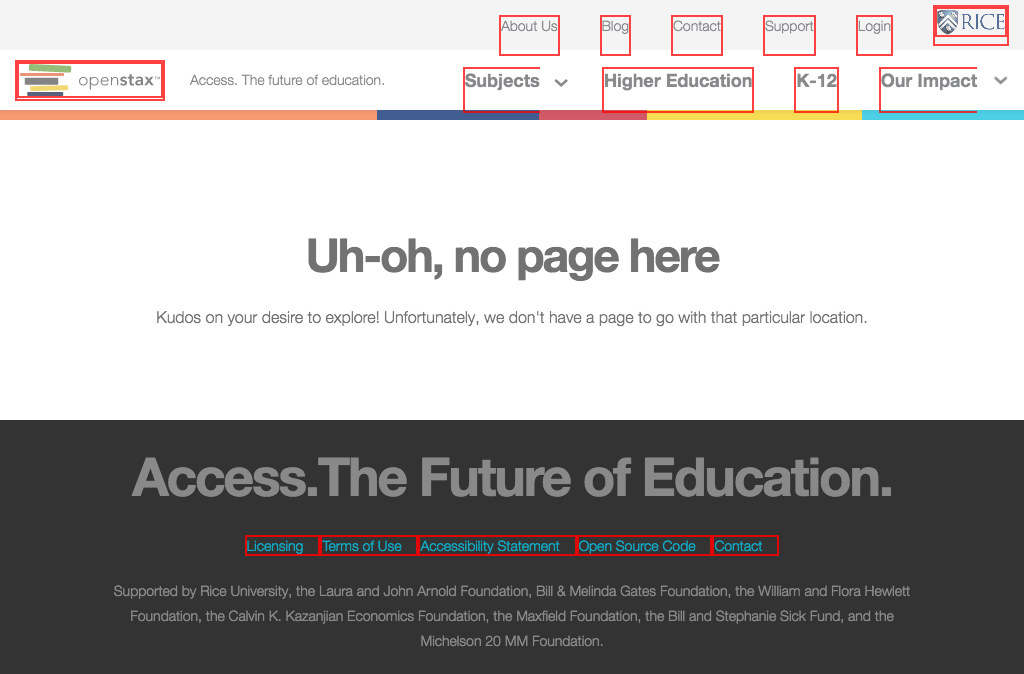 About Us Blog Contact Support Login RICE
openstax™ Access. The future of education. Subjects Higher Education K-12 Our Impact
Uh-oh, no page here
Kudos on your desire to explore! Unfortunately, we don't have a page to go with that particular location.
Access.The Future of Education.
Licensing Terms of Use Accessibility Statement Open Source Code Contact
Supported by Rice University, the Laura and John Arnold Foundation, Bill & Melinda Gates Foundation, the William and Flora Hewlett
Foundation, the Calvin K. Kazanjian Economics Foundation, the Maxfield Foundation, the Bill and Stephanie Sick Fund, and the
Michelson 20 MM Foundation.